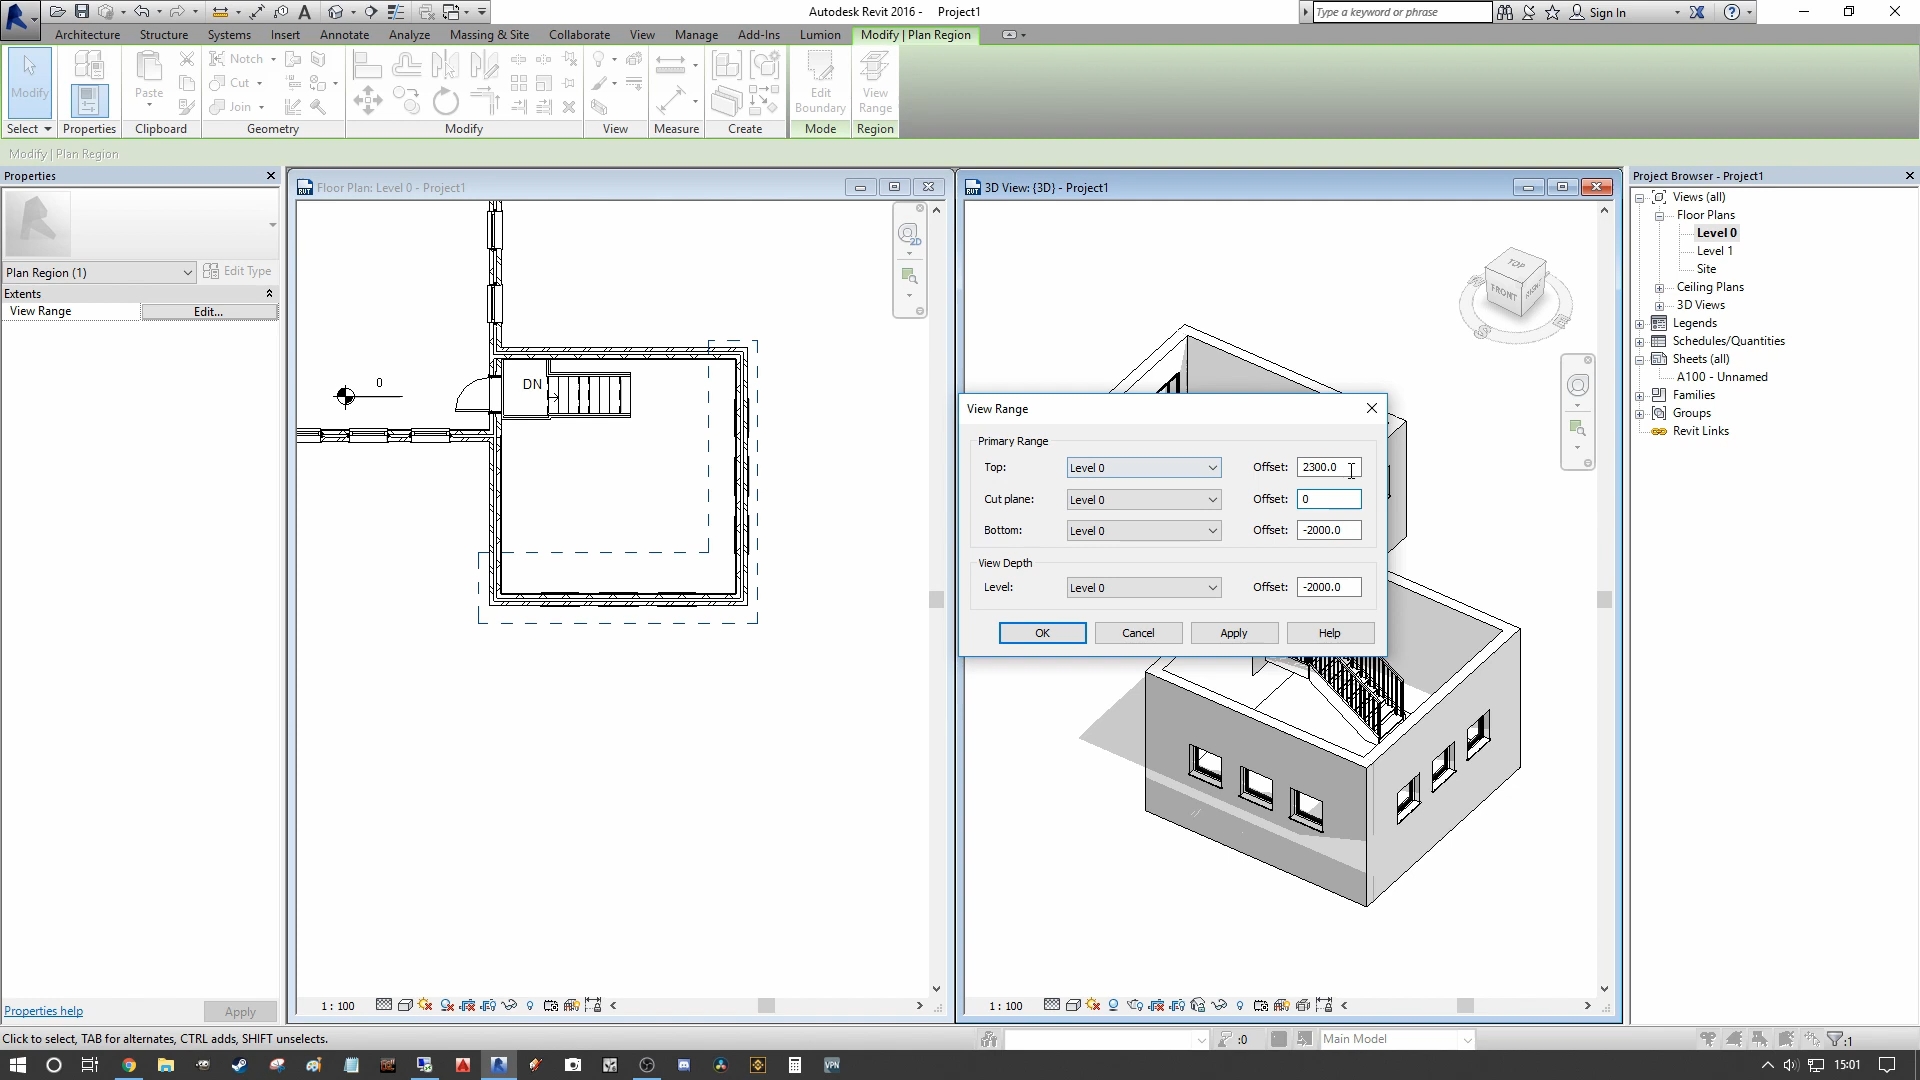 Autodesk Revit 2016 - Project1
Type a keyword or phrase
Sign In
Architecture Structure Systems Insert Annotate Analyze Massing & Site Collaborate View Manage Add-Ins Lumion Modify | Plan Region
Modify
Paste
Notch
Cut
Join
Edit Boundary
View Range
Select Properties Clipboard Geometry Modify View Measure Create Mode Region
Modify | Plan Region
Properties
Plan Region (1)
Edit Type
Extents
View Range
Edit...
Properties help
Apply
Floor Plan: Level 0 - Project1
2D
0
DN
1 : 100
3D View: {3D} - Project1
TOP
FRONT
RIGHT
S
E
View Range
Primary Range
Top: Level 0 Offset: 2300.0
Cut plane: Level 0 Offset: 0
Bottom: Level 0 Offset: -2000.0
View Depth
Level: Level 0 Offset: -2000.0
OK Cancel Apply Help
1 : 100
Project Browser - Project1
Views (all)
Floor Plans
Level 0
Level 1
Site
Ceiling Plans
3D Views
Legends
Schedules/Quantities
Sheets (all)
A100 - Unnamed
Families
Groups
Revit Links
Click to select, TAB for alternates, CTRL adds, SHIFT unselects.
:0
Main Model
:1
VPN
15:01